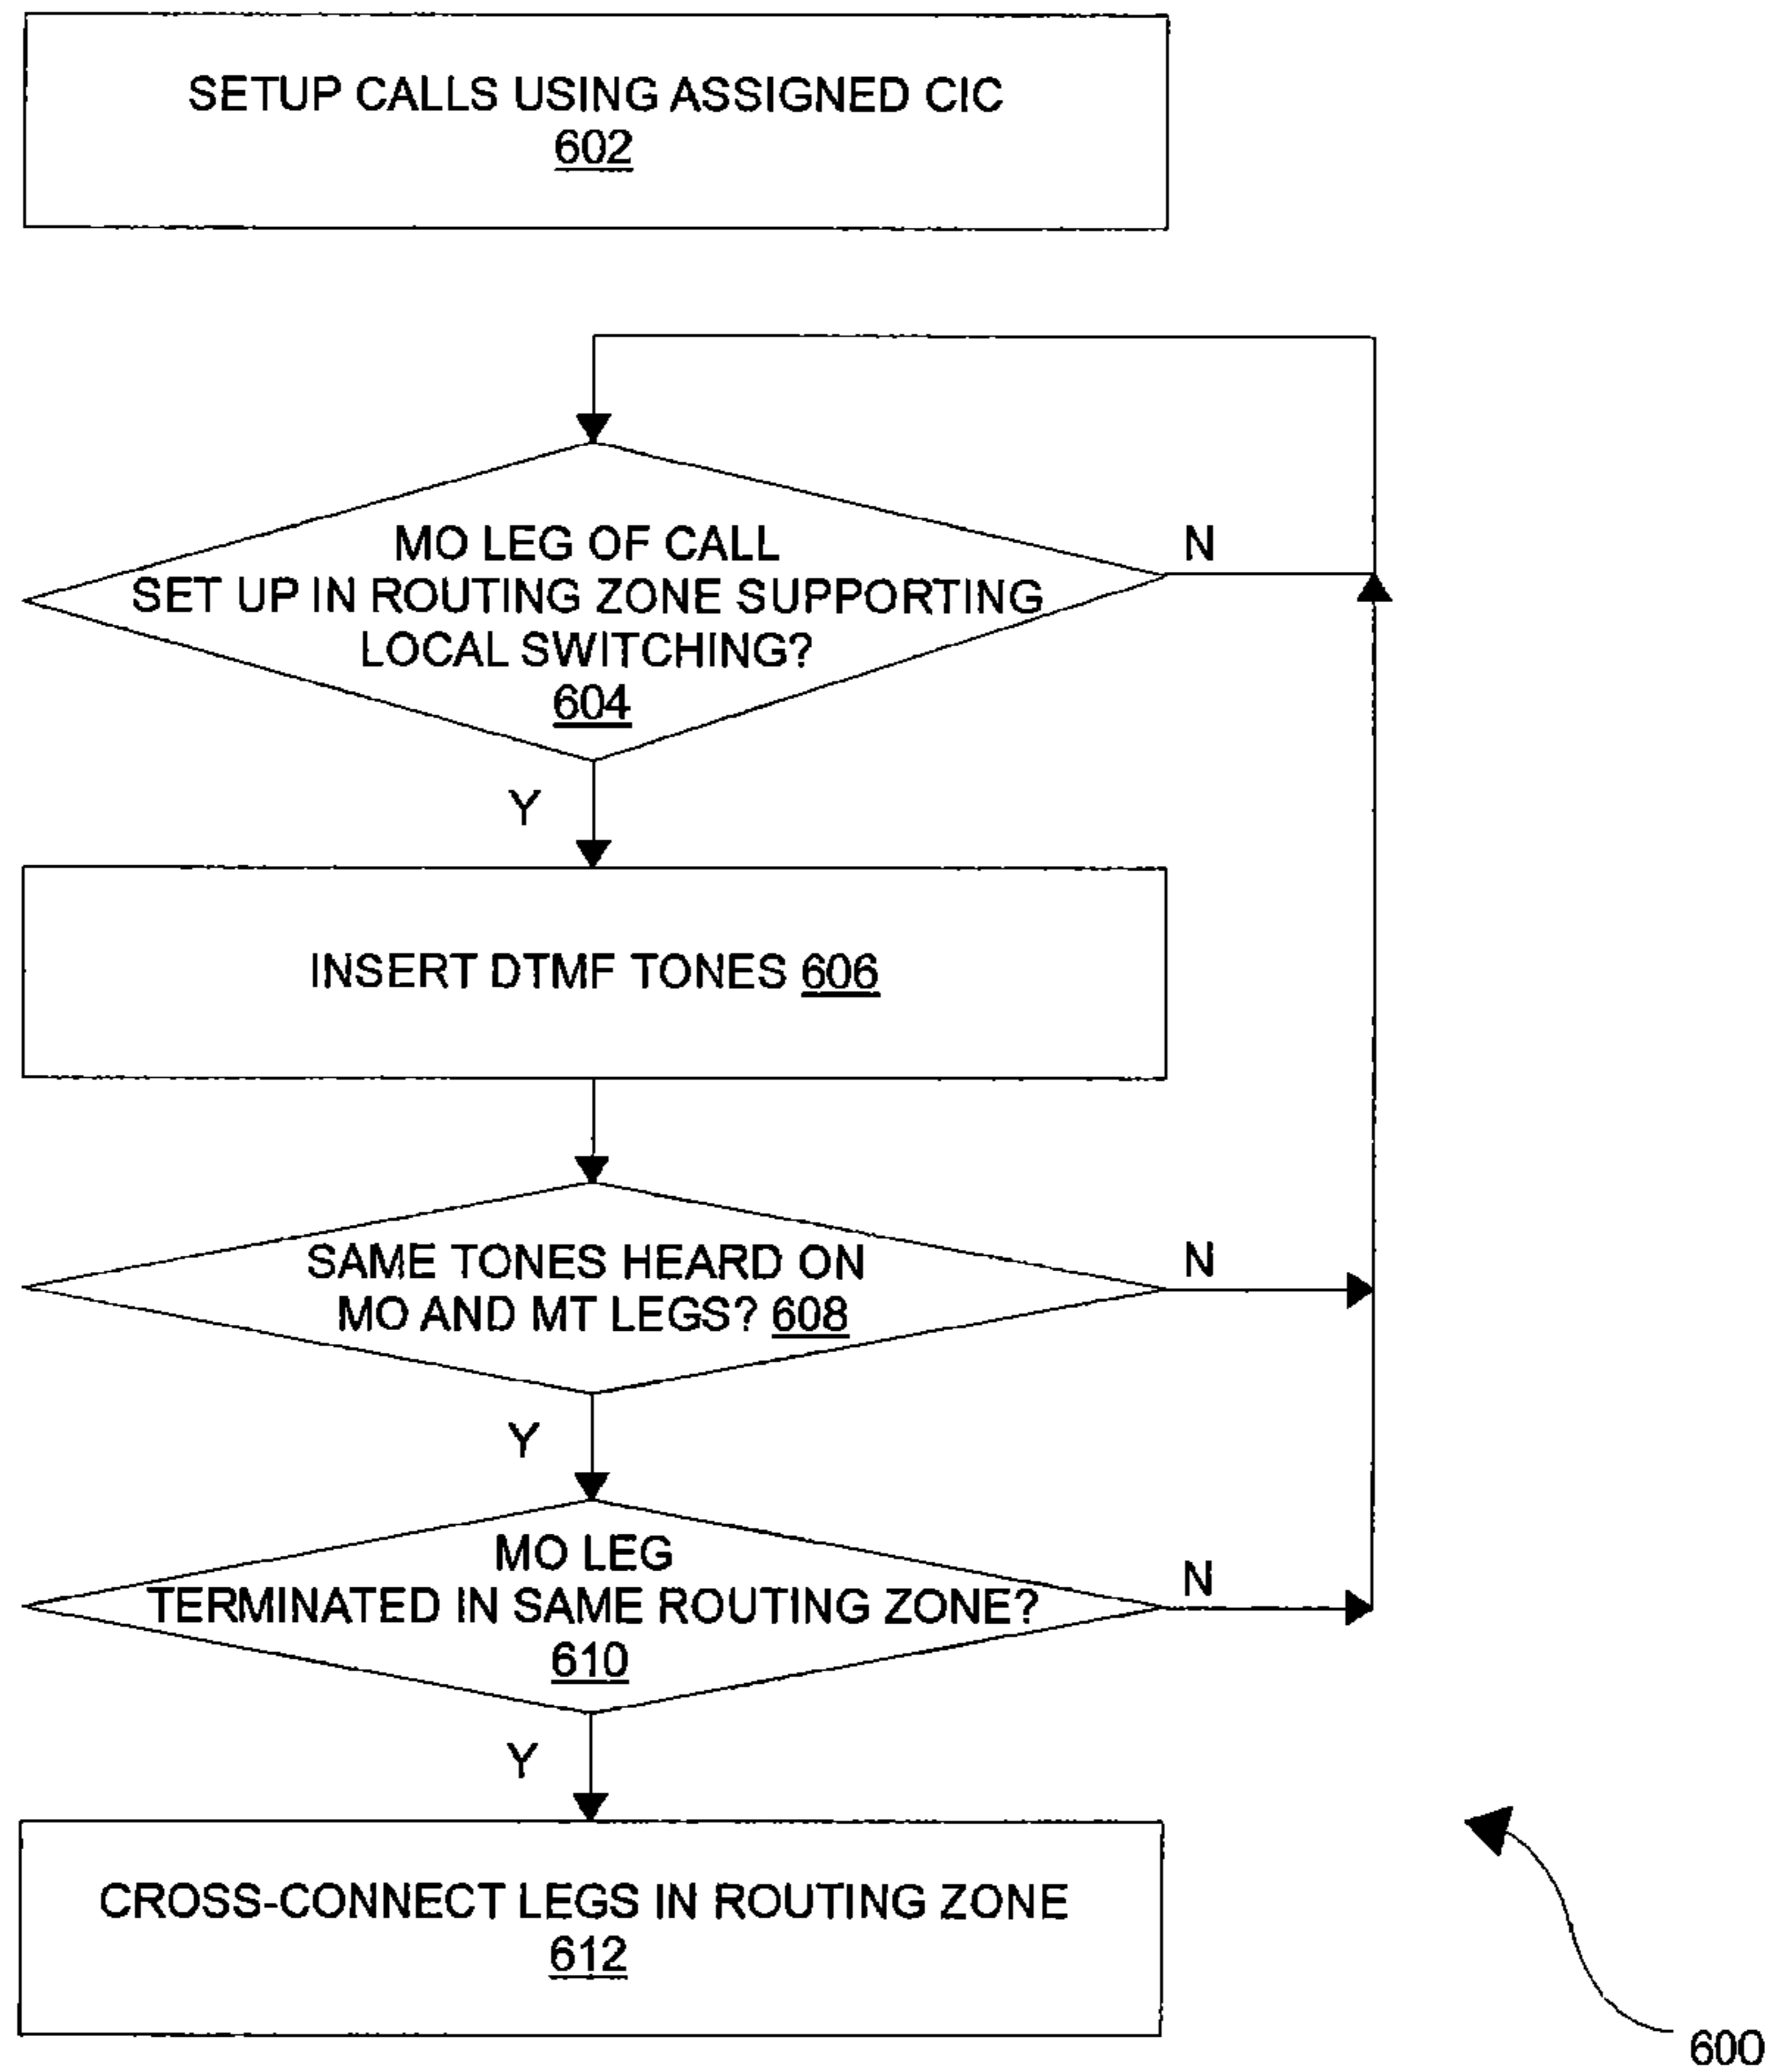 SETUP CALLS USING ASSIGNED CIC
602
MO LEG OF CALL
SET UP IN ROUTING ZONE SUPPORTING
LOCAL SWITCHING?
604
N
Y
INSERT DTMF TONES 606
SAME TONES HEARD ON
MO AND MT LEGS? 608
N
Y
MO LEG
TERMINATED IN SAME ROUTING ZONE?
610
N
Y
CROSS-CONNECT LEGS IN ROUTING ZONE
612
600